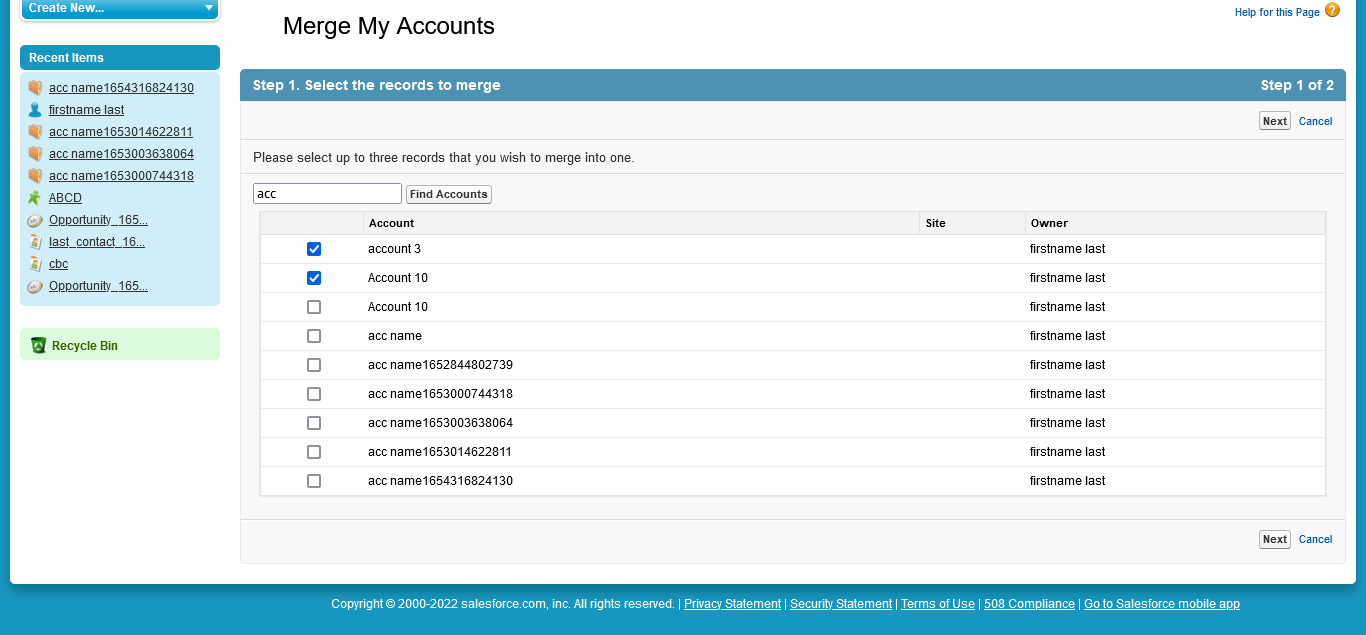 Create New...
Merge My Accounts
Help for this Page ?
Recent Items
acc name1654316824130
firstname last
acc name1653014622811
acc name1653003638064
acc name1653000744318
ABCD
Opportunity_165...
last_contact_16...
cbc
Opportunity_165...
Recycle Bin
Step 1. Select the records to merge
Step 1 of 2
Next Cancel
Please select up to three records that you wish to merge into one.
acc Find Accounts
Account Site Owner
account 3 firstname last
Account 10 firstname last
Account 10 firstname last
acc name firstname last
acc name1652844802739 firstname last
acc name1653000744318 firstname last
acc name1653003638064 firstname last
acc name1653014622811 firstname last
acc name1654316824130 firstname last
Next Cancel
Copyright © 2000-2022 salesforce.com, inc. All rights reserved. | Privacy Statement | Security Statement | Terms of Use | 508 Compliance | Go to Salesforce mobile app